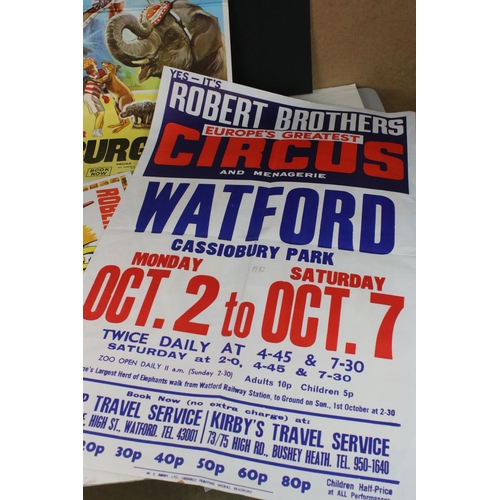 BURG
BOOK
NOW
YES – IT'S
ROBERT BROTHERS
EUROPE'S GREATEST
CIRCUS
AND MENAGERIE
WATFORD
CASSIOBURY PARK
MONDAY SATURDAY
OCT. 2 to OCT. 7
TWICE DAILY AT 4-45 & 7-30
SATURDAY at 2-0, 4-45 & 7-30
ZOO OPEN DAILY 11 a.m. (Sunday 2-30) Adults 10p Children 5p
Largest Herd of Elephants walk from Watford Railway Station, to Ground on Sun., 1st October at 2-30
Book Now (no extra charge) at:
TRAVEL SERVICE
HIGH ST., WATFORD. TEL. 43001
KIRBY'S TRAVEL SERVICE
73/75 HIGH RD., BUSHEY HEATH. TEL. 950-1640
20p 30p 40p 50p 60p 80p
Children Half-Price
at ALL Performances